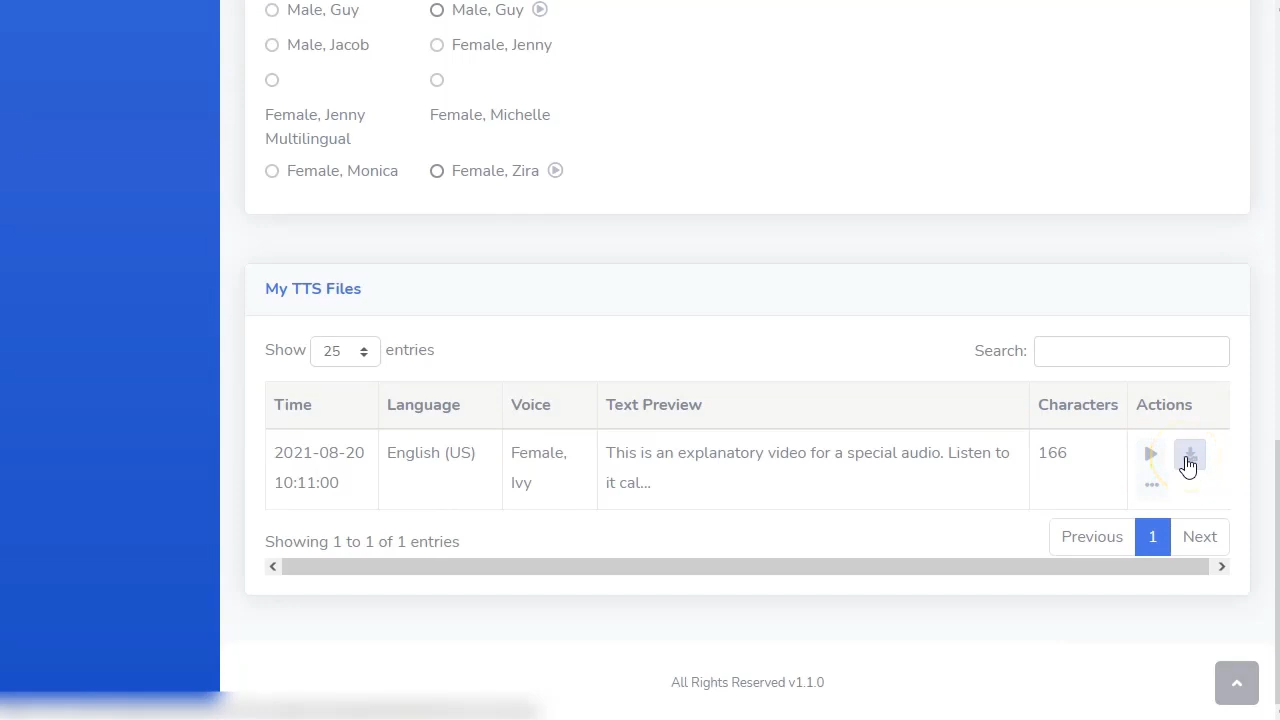 Male, Guy
Male, Guy
Male, Jacob
Female, Jenny
Female, Jenny
Multilingual
Female, Michelle
Female, Monica
Female, Zira
My TTS Files
Show 25 entries
Search:
Time Language Voice Text Preview Characters Actions
2021-08-20
10:11:00
English (US)
Female,
Ivy
This is an explanatory video for a special audio. Listen to
it cal...
166
Showing 1 to 1 of 1 entries
Previous 1 Next
All Rights Reserved v1.1.0